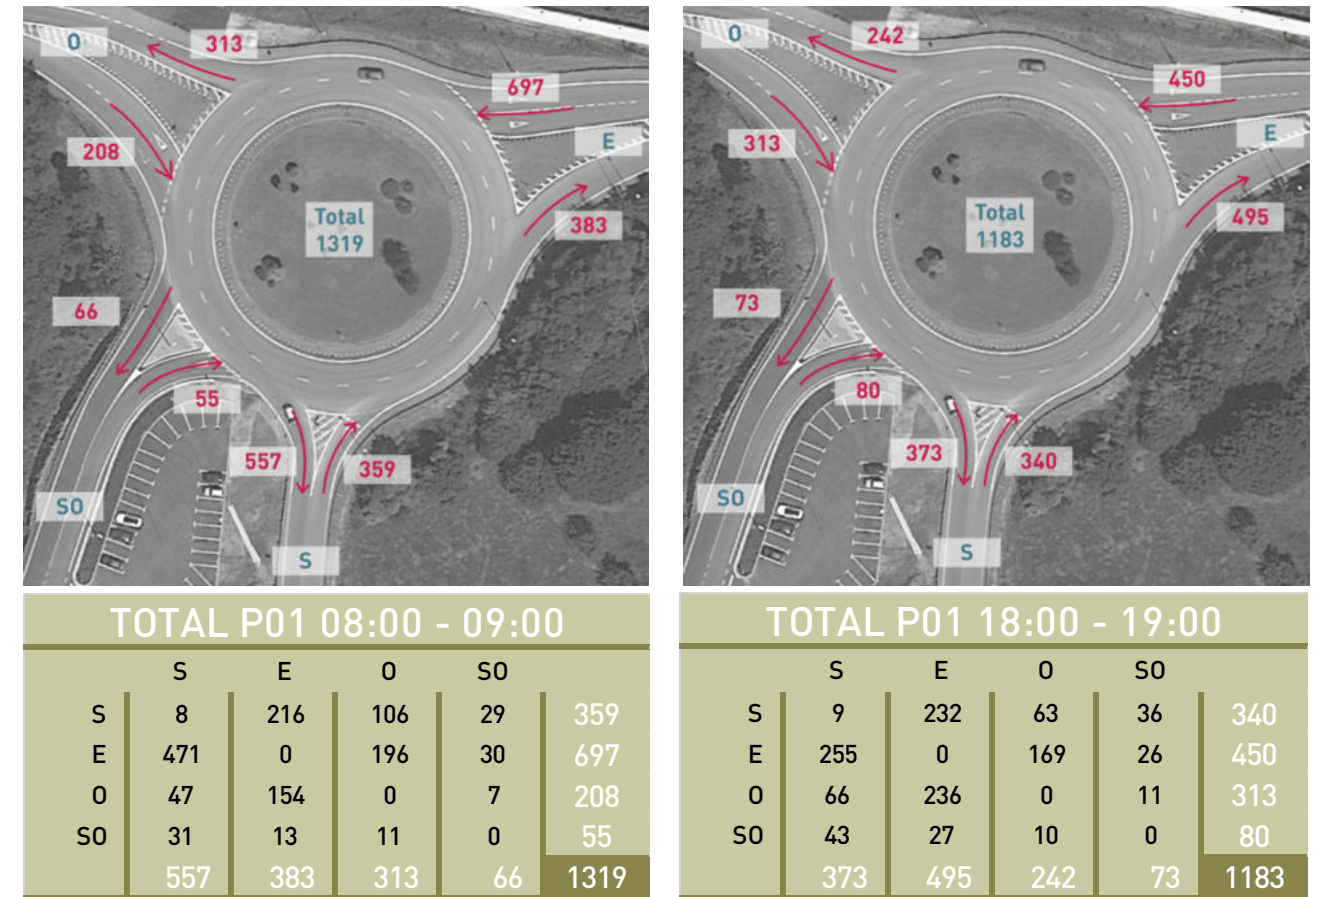 O
313
697
E
208
Total
1319
383
66
55
557
359
SO
S
O
242
450
E
313
Total
1183
495
73
80
373
340
SO
S
TOTAL P01 08:00 - 09:00
S E O SO
S 8 216 106 29 359
E 471 0 196 30 697
O 47 154 0 7 208
SO 31 13 11 0 55
557 383 313 66 1319
TOTAL P01 18:00 - 19:00
S E O SO
S 9 232 63 36 340
E 255 0 169 26 450
O 66 236 0 11 313
SO 43 27 10 0 80
373 495 242 73 1183